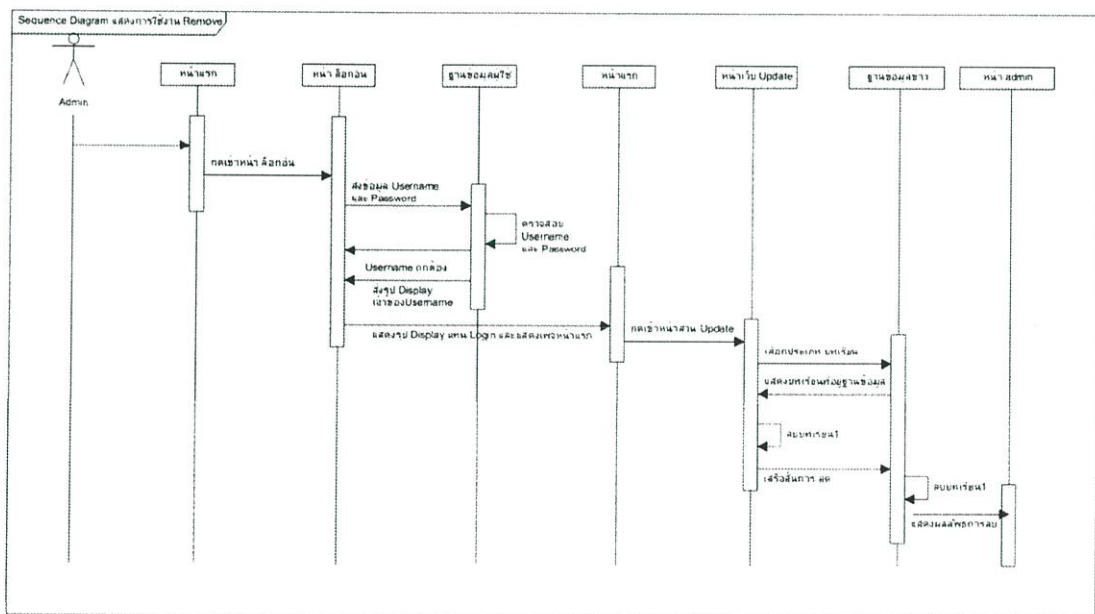 Sequence Diagram แสดงการใช้งาน Remove
Admin
หน้าแรก
หน้า ล็อกอิน
ฐานข้อมูลผู้ใช้
หน้าแรก
หน้าเว็บ Update
ฐานข้อมูลข่าว
หน้า admin
กดเข้าหน้า ล็อกอิน
ส่งข้อมูล Username
และ Password
ตรวจสอบ
Username
และ Password
Username ถูกต้อง
ส่งรูป Display
เจ้าของUsername
แสดงรูป Display แทน Login และแสดงเพจหน้าแรก
กดเข้าหน้าส่วน Update
เลือกประเภท บทเรียน
แสดงบทเรียนที่อยู่ฐานข้อมูล
ลบบทเรียน1
เสร็จสิ้นการ
ลบบทเรียน1
แสดงผลลัพธ์การลบ